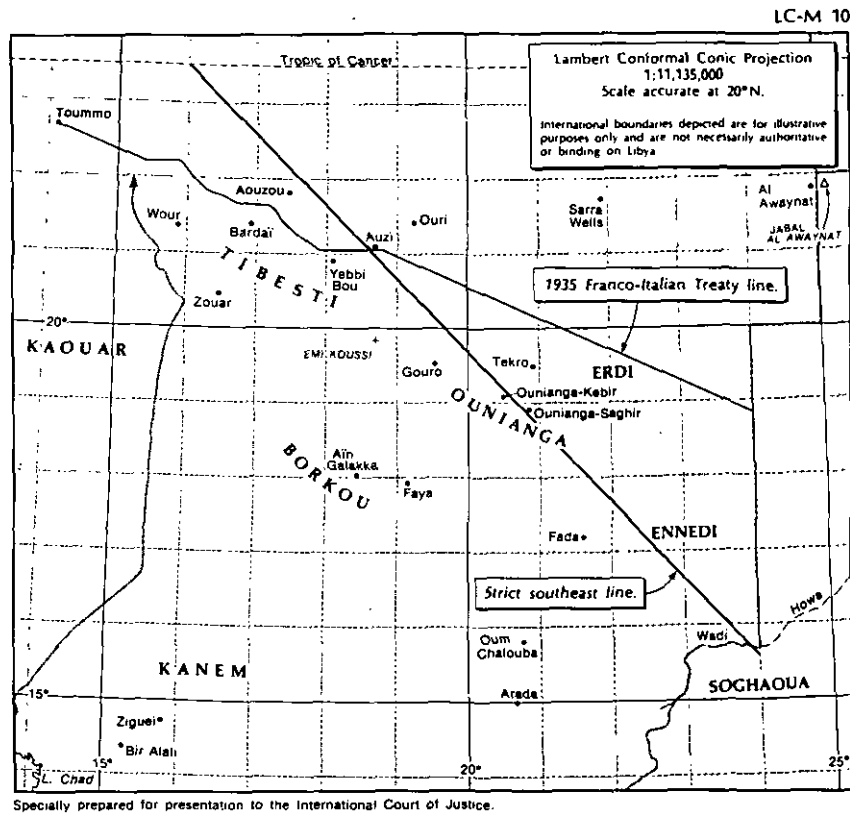 LC-M 10
Tropic of Cancer
Lambert Conformal Conic Projection
1:11,135,000
Scale accurate at 20°N.
International boundaries depicted are for illustrative
purposes only and are not necessarily authoritative
or binding on Libya
Toummo
Aouzou
Wour
Bardaï
Auzi
Ouri
Sarra
Wells
Al
Awaynat
JABAL
AL AWAYNAT
TIBESTI
Yebbi
Bou
Zouar
1935 Franco-Italian Treaty line.
20°
KAOUAR
EMI KOUSSI
Gouro
Tekro
ERDI
Ounianga-Kebir
OUNIANGA
Ounianga-Saghir
BORKOU
Aïn
Galakka
Faya
Fada
ENNEDI
Strict southeast line.
Howa
Wadi
Oum
Chalouba
KANEM
SOGHAOUA
15°
Arada
Ziguei
Bir Alali
15°
20°
25°
L. Chad
Specially prepared for presentation to the International Court of Justice.